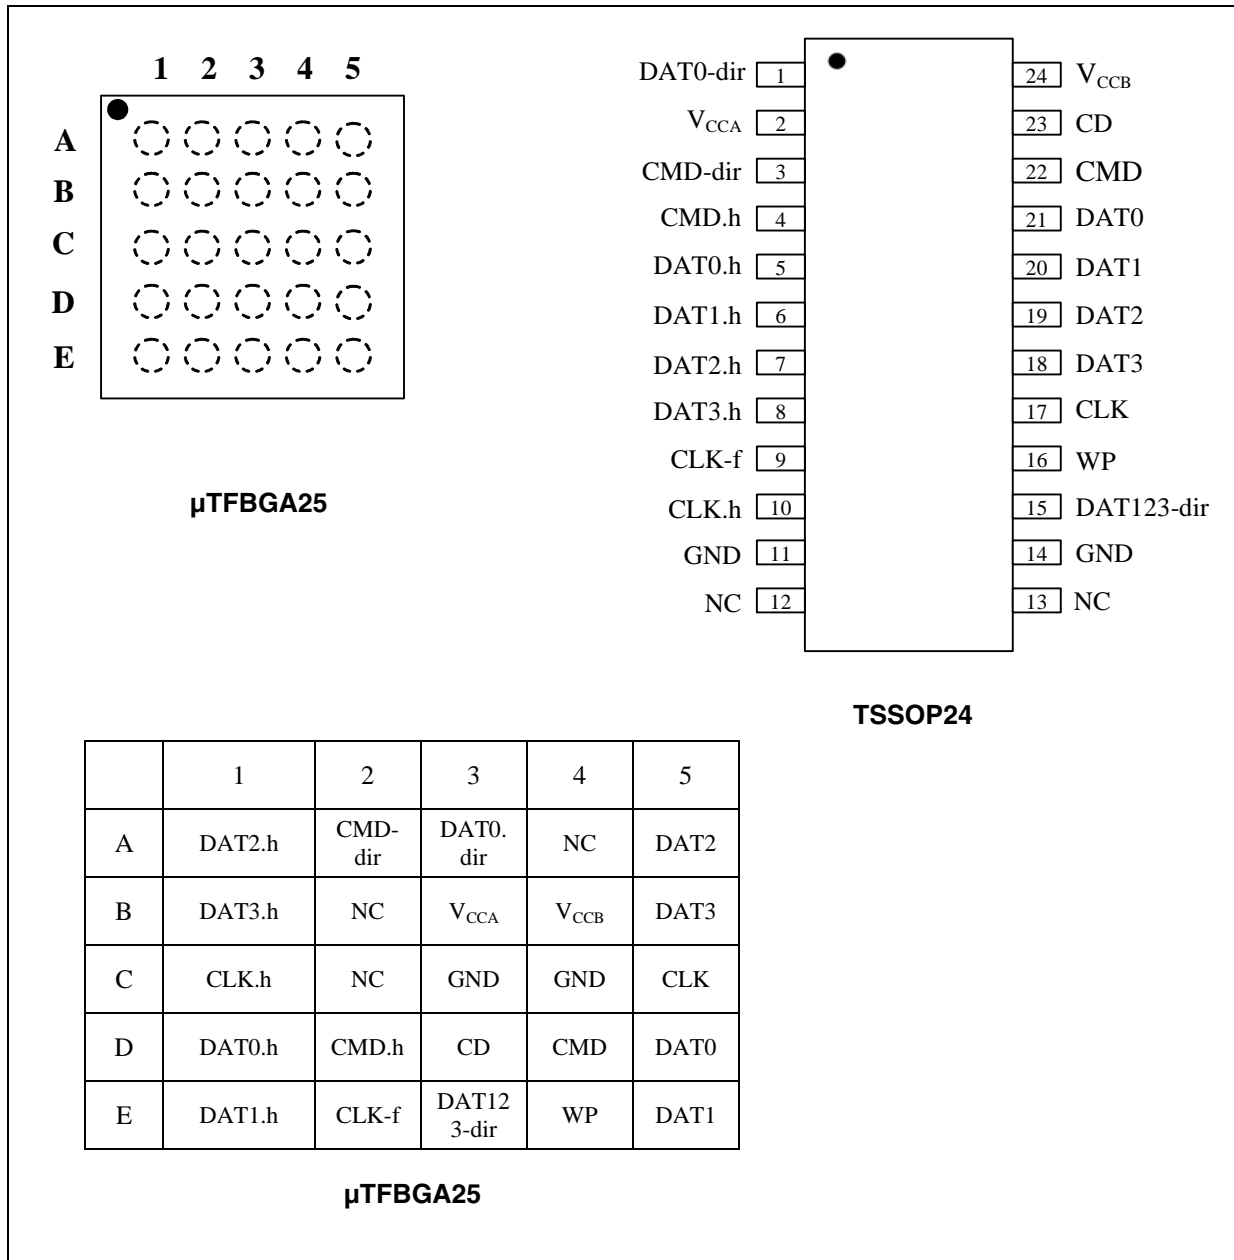 1 2 3 4 5
A
B
C
D
E
µTFBGA25
DAT0-dir 1
VCCA 2
CMD-dir 3
CMD.h 4
DAT0.h 5
DAT1.h 6
DAT2.h 7
DAT3.h 8
CLK-f 9
CLK.h 10
GND 11
NC 12
24 VCCB
23 CD
22 CMD
21 DAT0
20 DAT1
19 DAT2
18 DAT3
17 CLK
16 WP
15 DAT123-dir
14 GND
13 NC
TSSOP24
1 2 3 4 5
A DAT2.h CMD-dir DAT0.dir NC DAT2
B DAT3.h NC VCCA VCCB DAT3
C CLK.h NC GND GND CLK
D DAT0.h CMD.h CD CMD DAT0
E DAT1.h CLK-f DAT123-dir WP DAT1
µTFBGA25